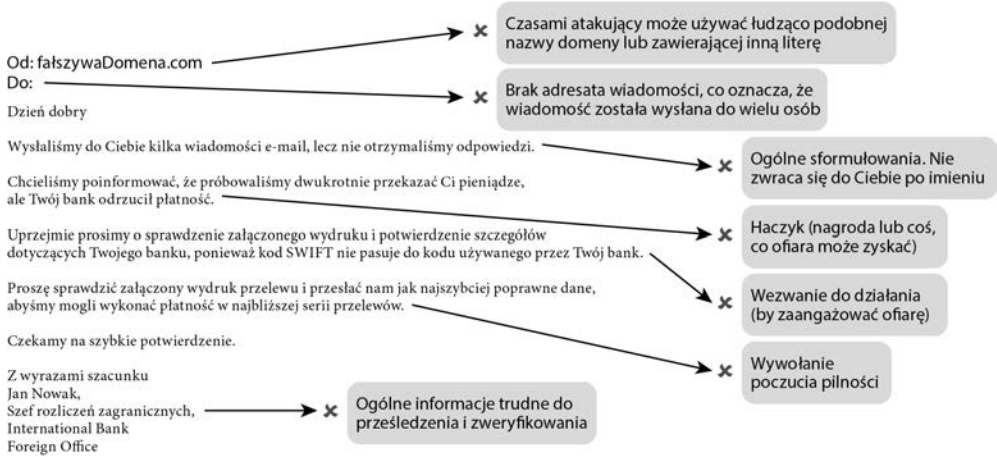 Czasami atakujący może używać łudząco podobnej
nazwy domeny lub zawierającej inną literę
Od: fałszywaDomena.com
Do:
Brak adresata wiadomości, co oznacza, że
wiadomość została wysłana do wielu osób
Dzień dobry
Wysłaliśmy do Ciebie kilka wiadomości e-mail, lecz nie otrzymaliśmy odpowiedzi.
Ogólne sformułowania. Nie
zwraca się do Ciebie po imieniu
Chcieliśmy poinformować, że próbowaliśmy dwukrotnie przekazać Ci pieniądze,
ale Twój bank odrzucił płatność.
Haczyk (nagroda lub coś,
co ofiara może zyskać)
Uprzejmie prosimy o sprawdzenie załączonego wydruku i potwierdzenie szczegółów
dotyczących Twojego banku, ponieważ kod SWIFT nie pasuje do kodu używanego przez Twój bank.
Wezwanie do działania
(by zaangażować ofiarę)
Proszę sprawdzić załączony wydruk przelewu i przesłać nam jak najszybciej poprawne dane,
abyśmy mogli wykonać płatność w najbliższej serii przelewów.
Wywołanie
poczucia pilności
Czekamy na szybkie potwierdzenie.
Z wyrazami szacunku
Jan Nowak,
Szef rozliczeń zagranicznych,
International Bank
Foreign Office
Ogólne informacje trudne do
prześledzenia i zweryfikowania